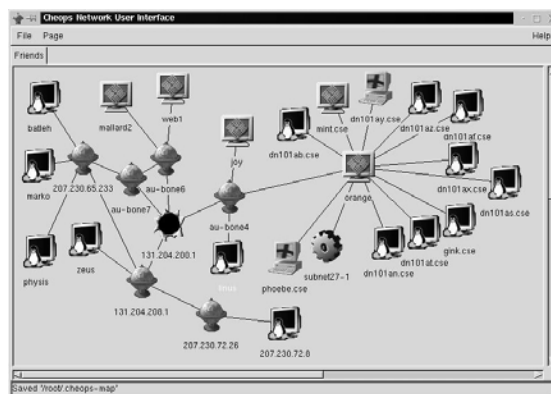 Cheops Network User Interface
File Page Help
Friends
batleh
mallard2
web1
mint.cse
dn101ay.cse
dn101az.cse
dn101af.cse
dn101ab.cse
joy
marko
207.230.65.233
au-bone6
au-bone7
orange
dn101ax.cse
dn101as.cse
physis
zeus
131.204.200.1
au-bone4
linus
phoebe.cse
subnet27-1
dn101an.cse
dn101at.cse
gink.cse
131.204.208.1
207.230.72.26
207.230.72.8
Saved "/root/.cheops-map"